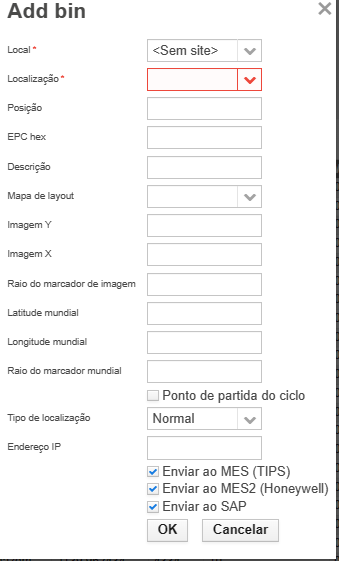 Add bin
Local * <Sem site>
Localização *
Posição
EPC hex
Descrição
Mapa de layout
Imagem Y
Imagem X
Raio do marcador de imagem
Latitude mundial
Longitude mundial
Raio do marcador mundial
Ponto de partida do ciclo
Tipo de localização Normal
Endereço IP
Enviar ao MES (TIPS)
Enviar ao MES2 (Honeywell)
Enviar ao SAP
OK Cancelar